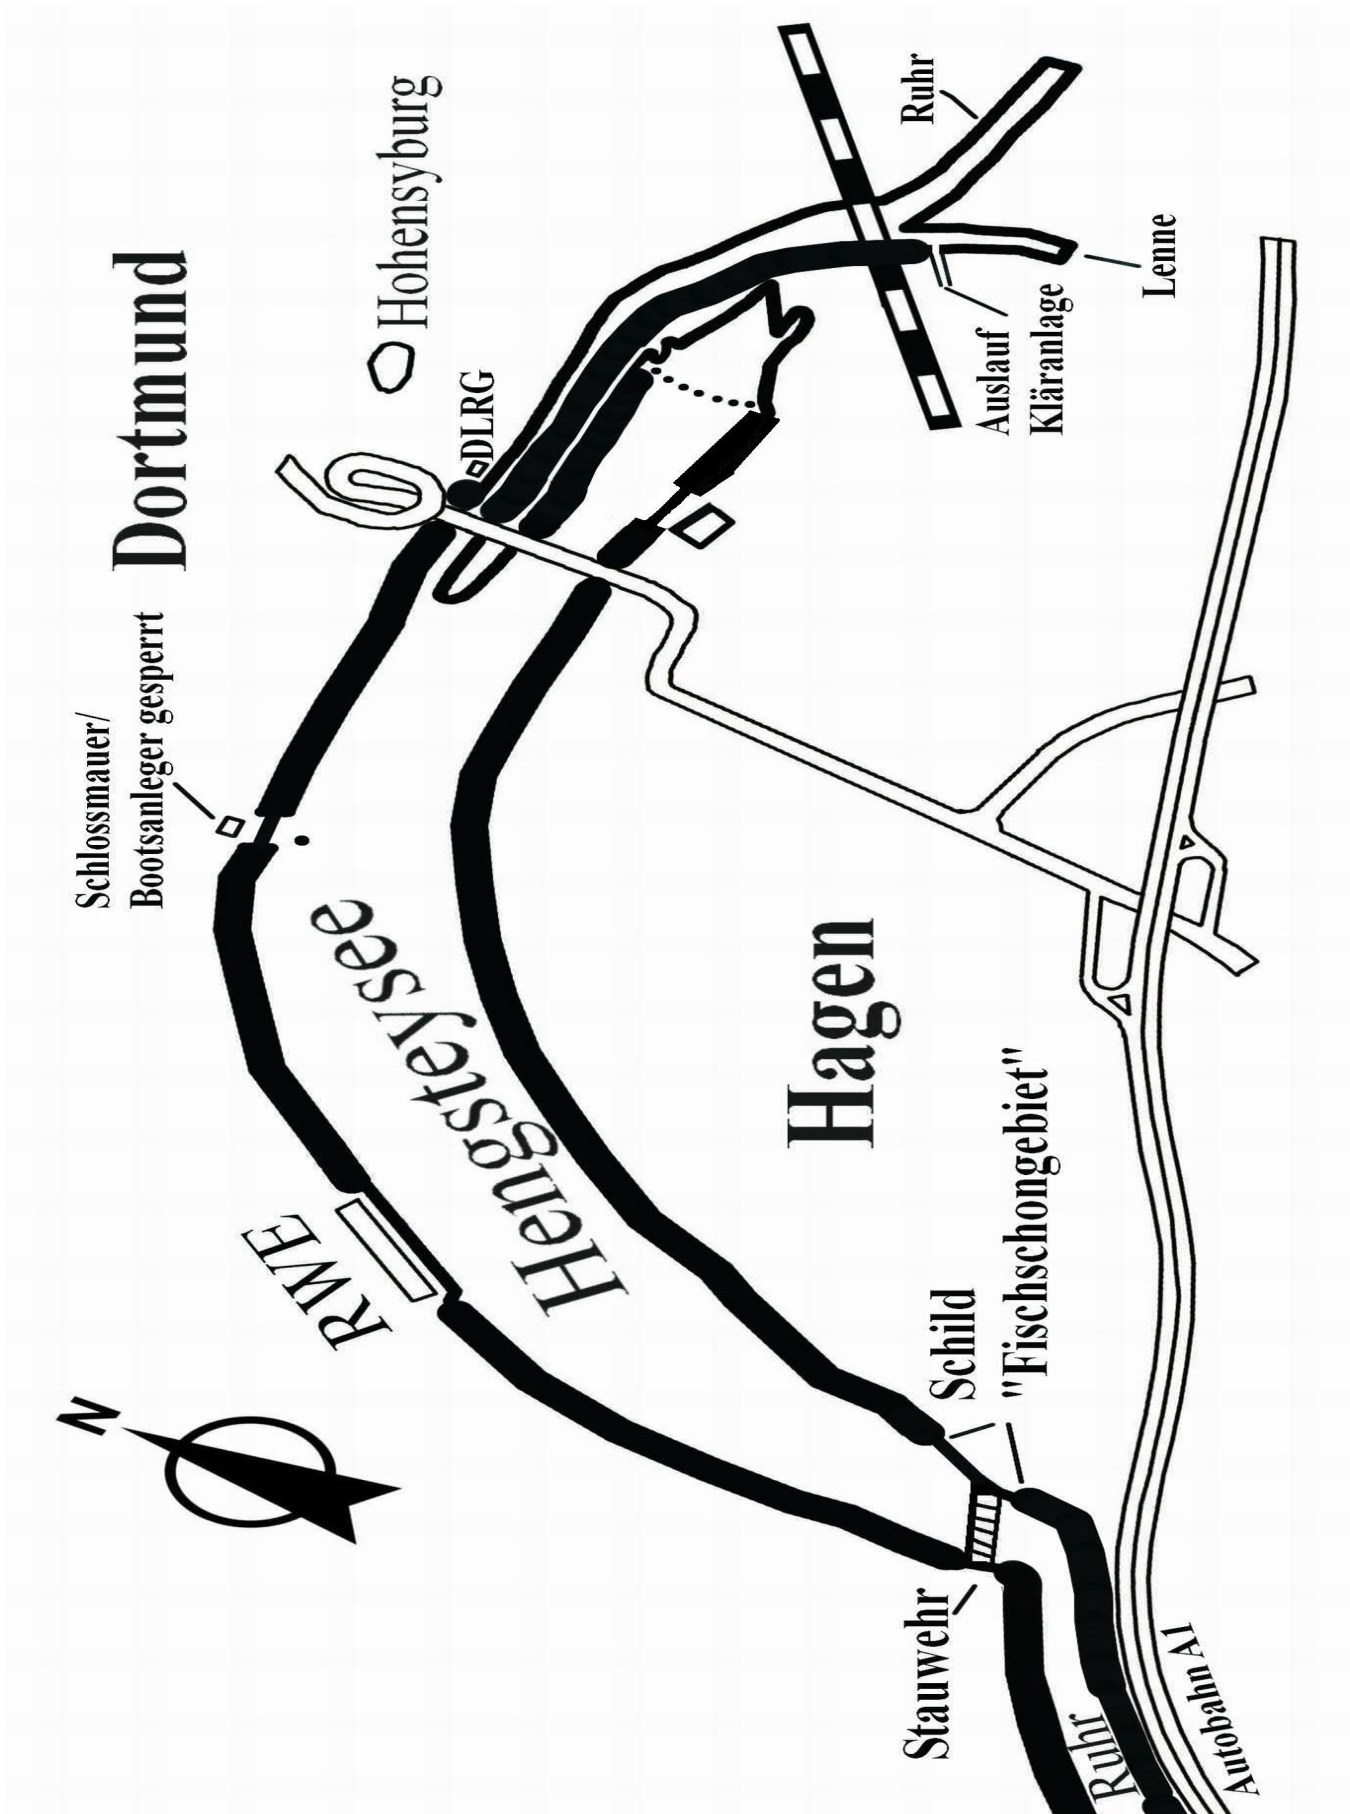 Dortmund
Hohensyburg
DLRG
Schlossmauer/
Bootsanleger gesperrt
Ruhr
Lenne
Auslauf
Kläranlage
Hengsteysee
RWE
N
Hagen
Schild
"Fischschongebiet"
Stauwehr
Ruhr
Autobahn A1